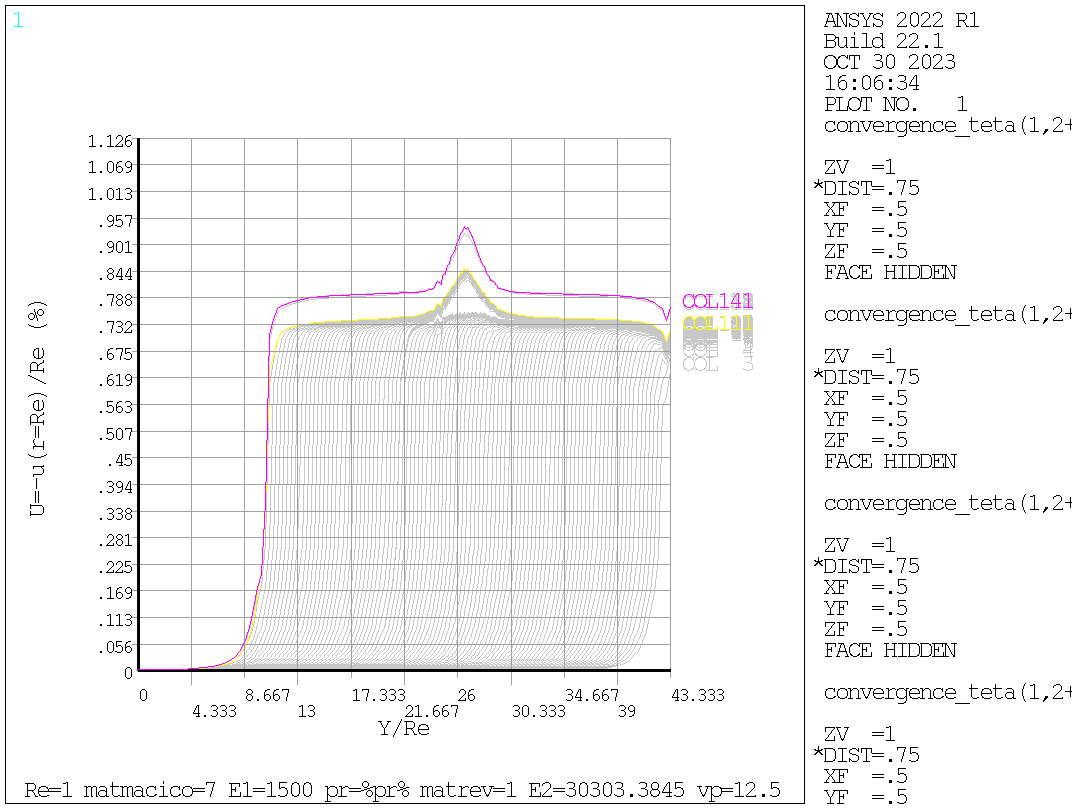 1
ANSYS 2022 R1
Build 22.1
OCT 30 2023
16:06:34
PLOT NO. 1
convergence_teta(1,2+
ZV =1
*DIST=.75
XF =.5
YF =.5
ZF =.5
FACE HIDDEN
convergence_teta(1,2+
ZV =1
*DIST=.75
XF =.5
YF =.5
ZF =.5
FACE HIDDEN
convergence_teta(1,2+
ZV =1
*DIST=.75
XF =.5
YF =.5
ZF =.5
FACE HIDDEN
convergence_teta(1,2+
ZV =1
*DIST=.75
XF =.5
YF =.5
1.126
1.069
1.013
.957
.901
.844
.788
.732
.675
.619
.563
.507
.45
.394
.338
.281
.225
.169
.113
.056
0
U=-u(r=Re)/Re (%)
COL141
COL111
COL 3
0 8.667 17.333 26 34.667 43.333
4.333 13 21.667 30.333 39
Y/Re
Re=1 matmacico=7 E1=1500 pr=%pr% matrev=1 E2=30303.3845 vp=12.5